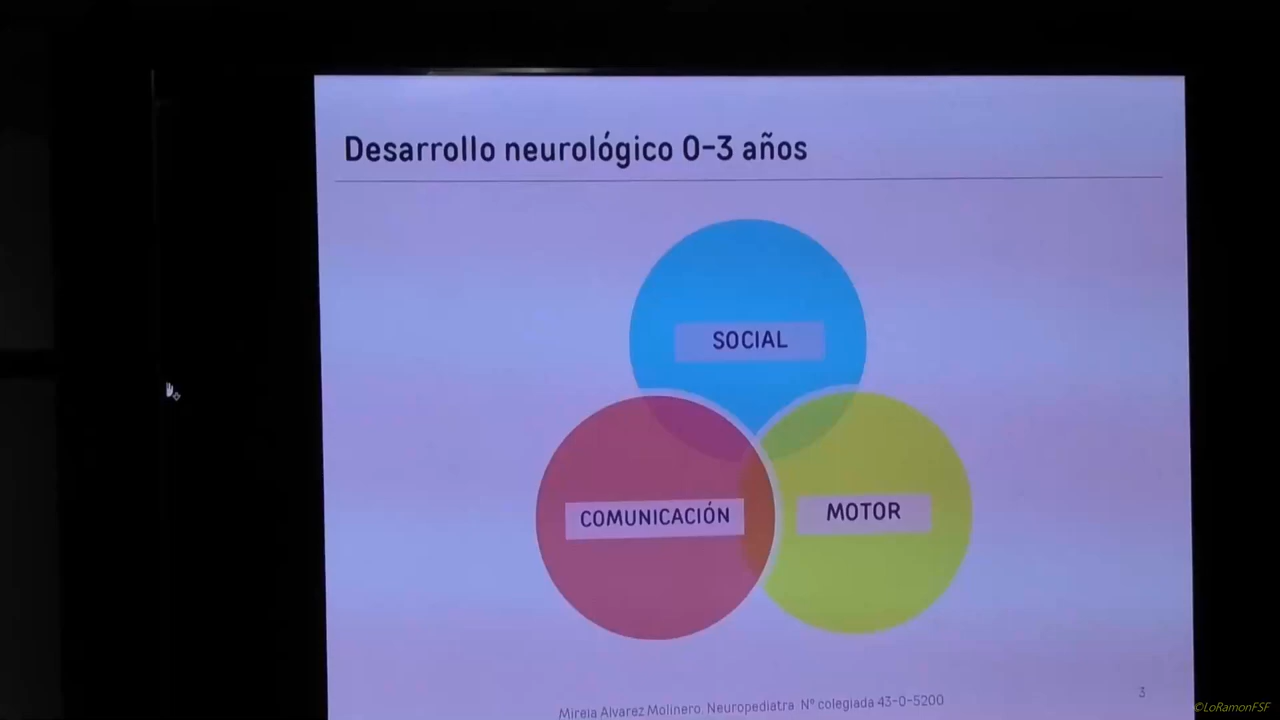 Desarrollo neurológico 0-3 años
SOCIAL
COMUNICACIÓN
MOTOR
Mireia Alvarez Molinero. Neuropediatra Nº colegiada 43-0-5200
3
©LoRamonFSF